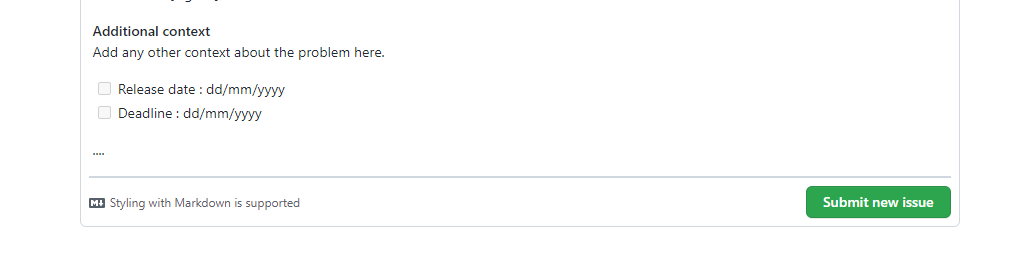 Additional context
Add any other context about the problem here.
Release date : dd/mm/yyyy
Deadline : dd/mm/yyyy
....
Styling with Markdown is supported
Submit new issue